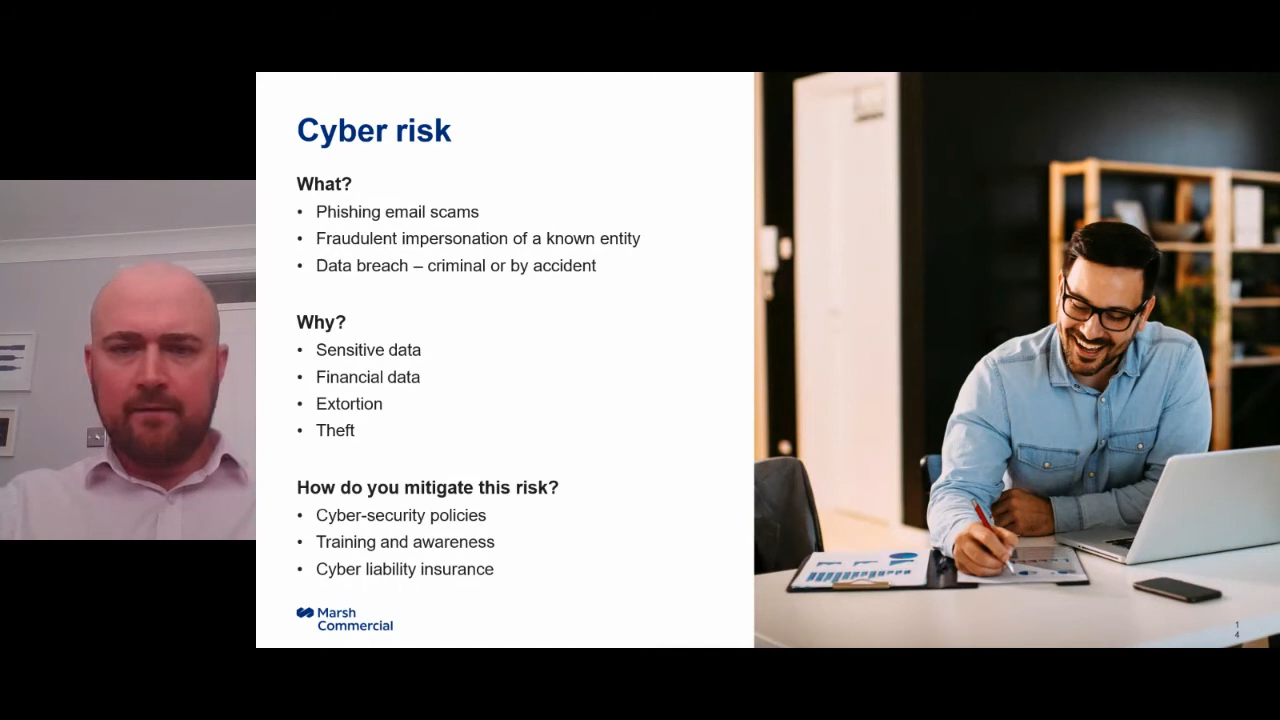 Cyber risk
What?
• Phishing email scams
• Fraudulent impersonation of a known entity
• Data breach – criminal or by accident
Why?
• Sensitive data
• Financial data
• Extortion
• Theft
How do you mitigate this risk?
• Cyber-security policies
• Training and awareness
• Cyber liability insurance
Marsh
Commercial
1
4